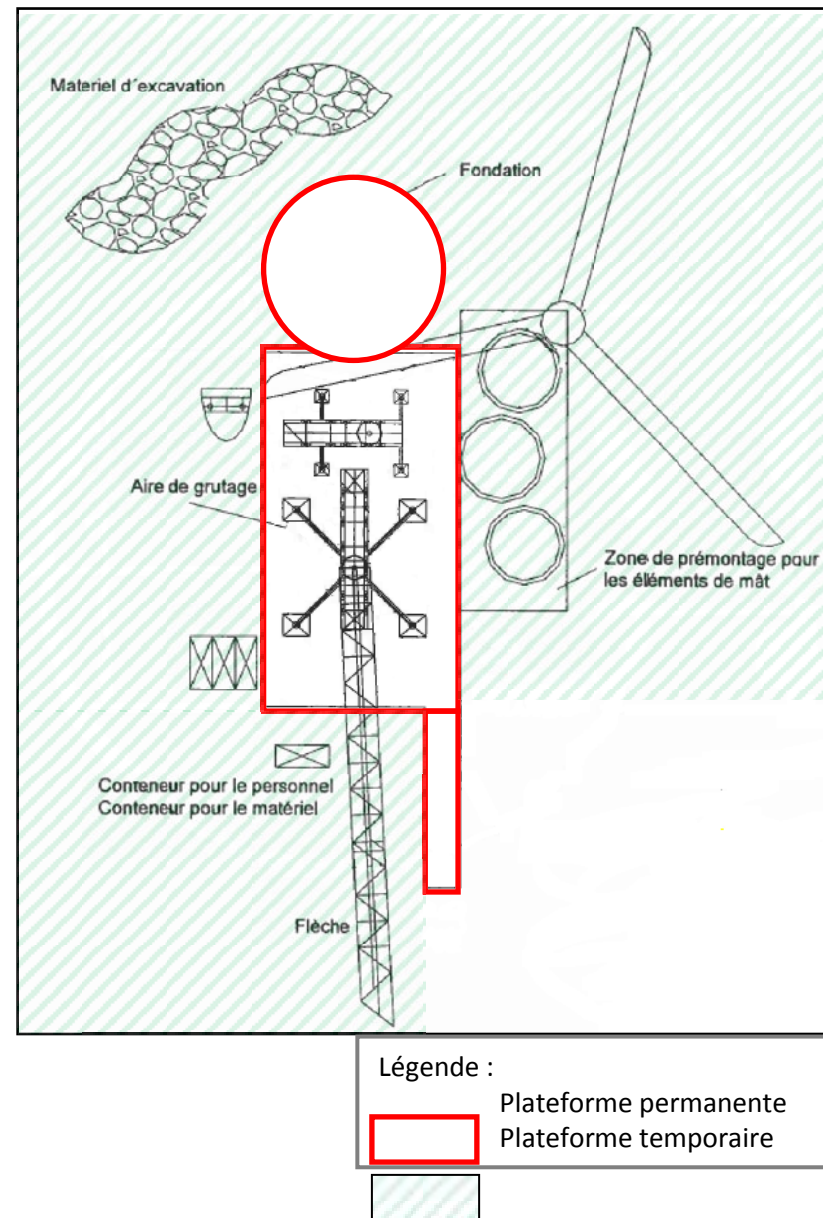 Materiel d´excavation
Fondation
Aire de grutage
Zone de prémontage pour
les éléments de mât
Conteneur pour le personnel
Conteneur pour le matériel
Flèche
Légende :
Plateforme permanente
Plateforme temporaire